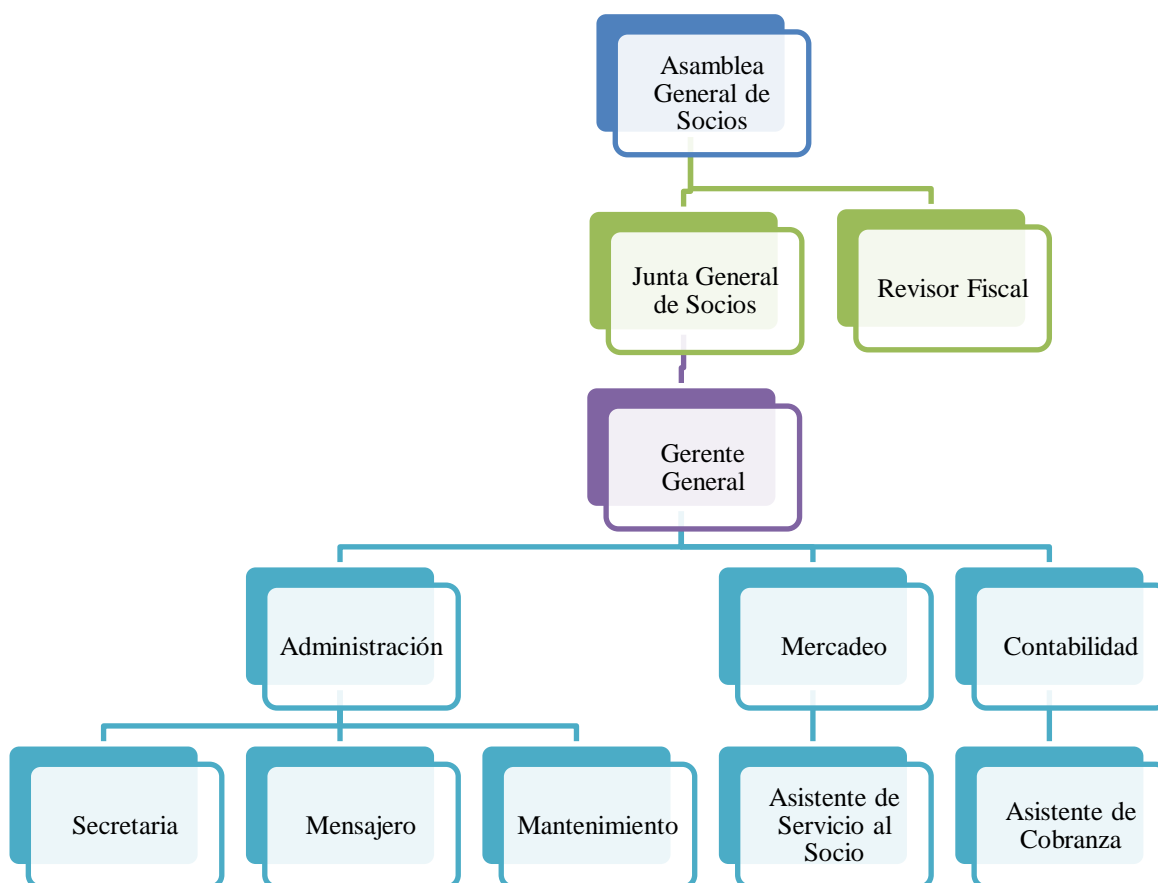 Asamblea
General de
Socios
Junta General
de Socios
Revisor Fiscal
Gerente
General
Administración
Mercadeo
Contabilidad
Secretaria
Mensajero
Mantenimiento
Asistente de
Servicio al
Socio
Asistente de
Cobranza